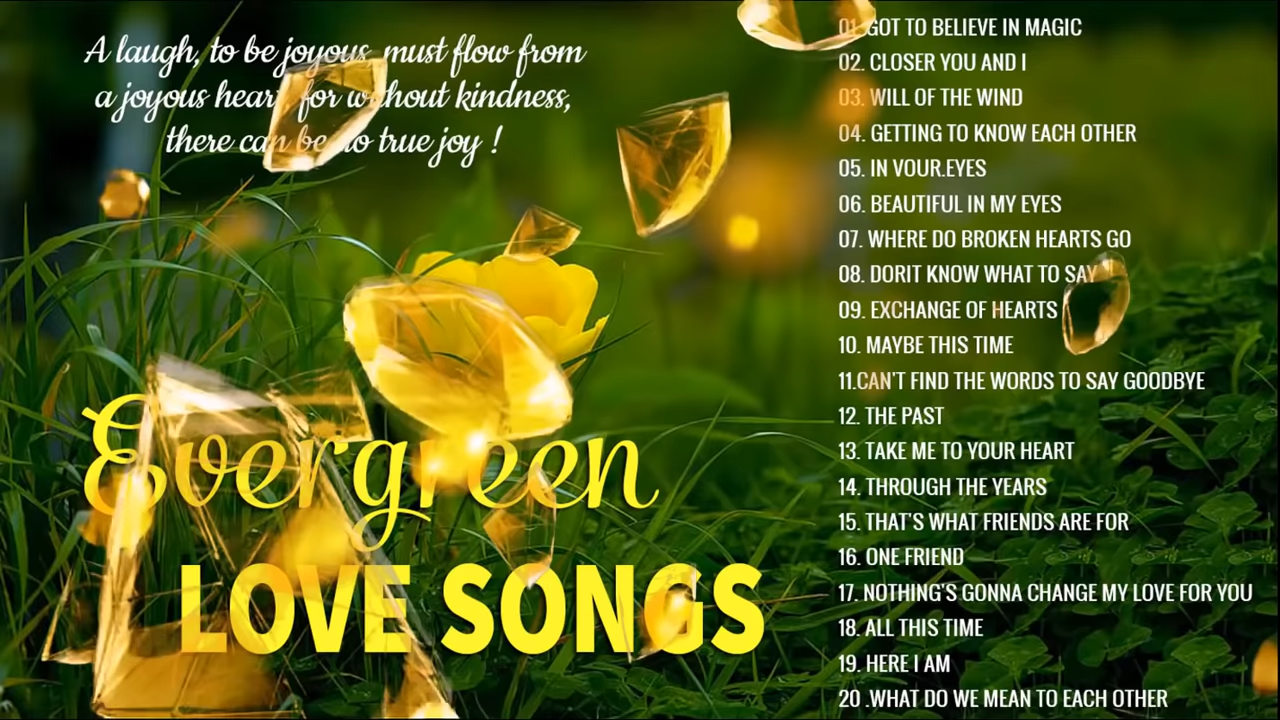 A laugh, to be joyous, must flow from
a joyous heart, for without kindness,
there can be no true joy !
Evergreen
LOVE SONGS
01. GOT TO BELIEVE IN MAGIC
02. CLOSER YOU AND I
03. WILL OF THE WIND
04. GETTING TO KNOW EACH OTHER
05. IN VOUR.EYES
06. BEAUTIFUL IN MY EYES
07. WHERE DO BROKEN HEARTS GO
08. DORIT KNOW WHAT TO SAY
09. EXCHANGE OF HEARTS
10. MAYBE THIS TIME
11.CAN'T FIND THE WORDS TO SAY GOODBYE
12. THE PAST
13. TAKE ME TO YOUR HEART
14. THROUGH THE YEARS
15. THAT'S WHAT FRIENDS ARE FOR
16. ONE FRIEND
17. NOTHING'S GONNA CHANGE MY LOVE FOR YOU
18. ALL THIS TIME
19. HERE I AM
20 .WHAT DO WE MEAN TO EACH OTHER